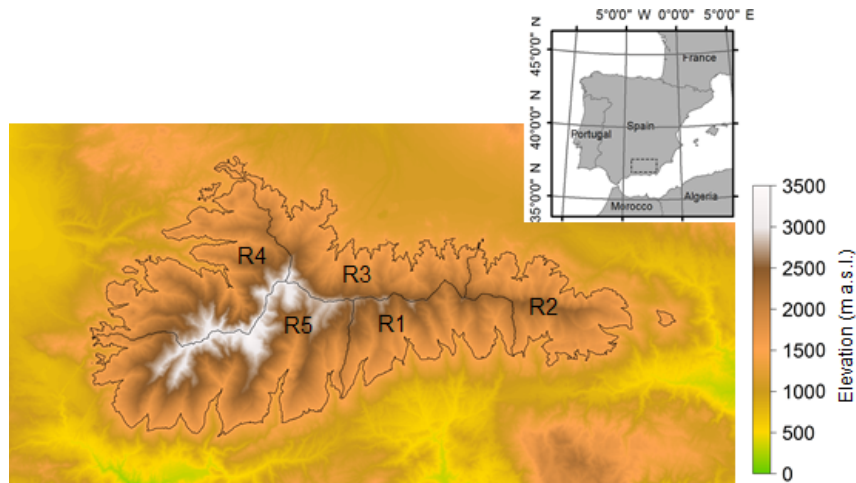 5°0'0" W 0°0'0" 5°0'0" E
45°0'0" N
40°0'0" N
35°0'0" N
France
Spain
Portugal
Algeria
Morocco
R4
R3
R5
R1
R2
3500
3000
2500
2000
1500
1000
500
0
Elevation (m a.s.l.)